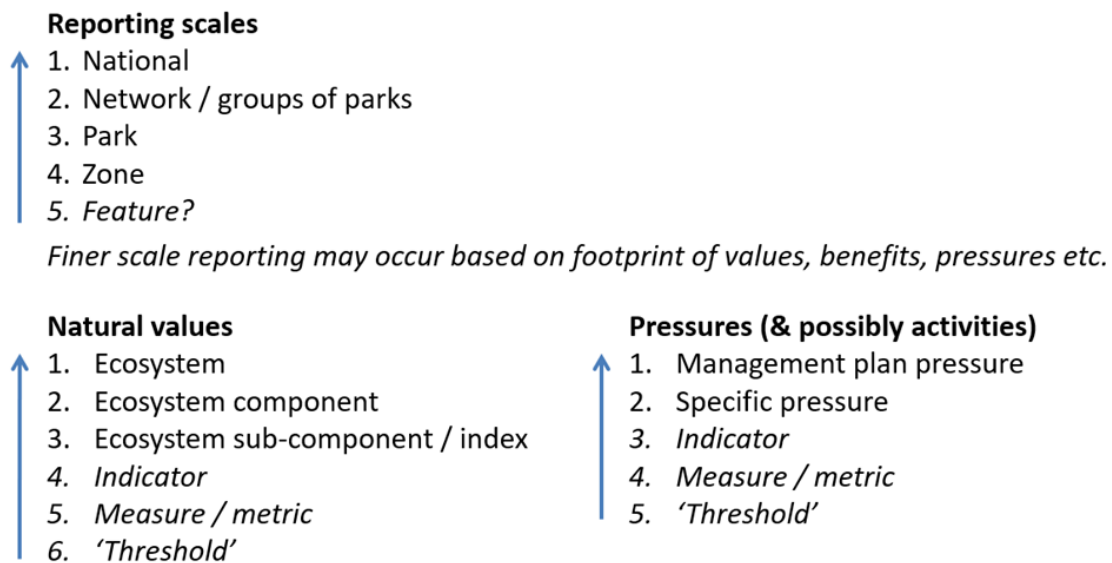 Reporting scales
1. National
2. Network / groups of parks
3. Park
4. Zone
5. Feature?
Finer scale reporting may occur based on footprint of values, benefits, pressures etc.
Natural values
1. Ecosystem
2. Ecosystem component
3. Ecosystem sub-component / index
4. Indicator
5. Measure / metric
6. ‘Threshold’
Pressures (& possibly activities)
1. Management plan pressure
2. Specific pressure
3. Indicator
4. Measure / metric
5. ‘Threshold’